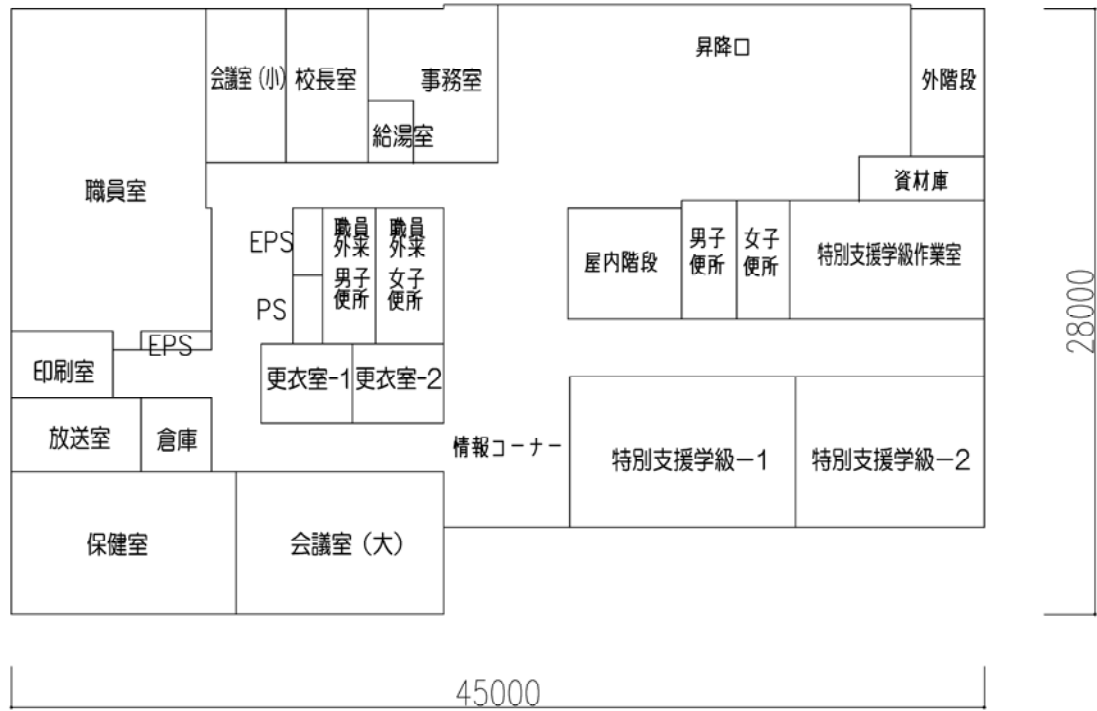 昇降口
会議室（小）
校長室
事務室
外階段
給湯室
職員室
資材庫
EPS
職員
外来
男子
便所
職員
外来
女子
便所
屋内階段
男子
便所
女子
便所
特別支援学級作業室
PS
28000
EPS
印刷室
更衣室-1
更衣室-2
放送室
倉庫
情報コーナー
特別支援学級－1
特別支援学級－2
保健室
会議室（大）
45000